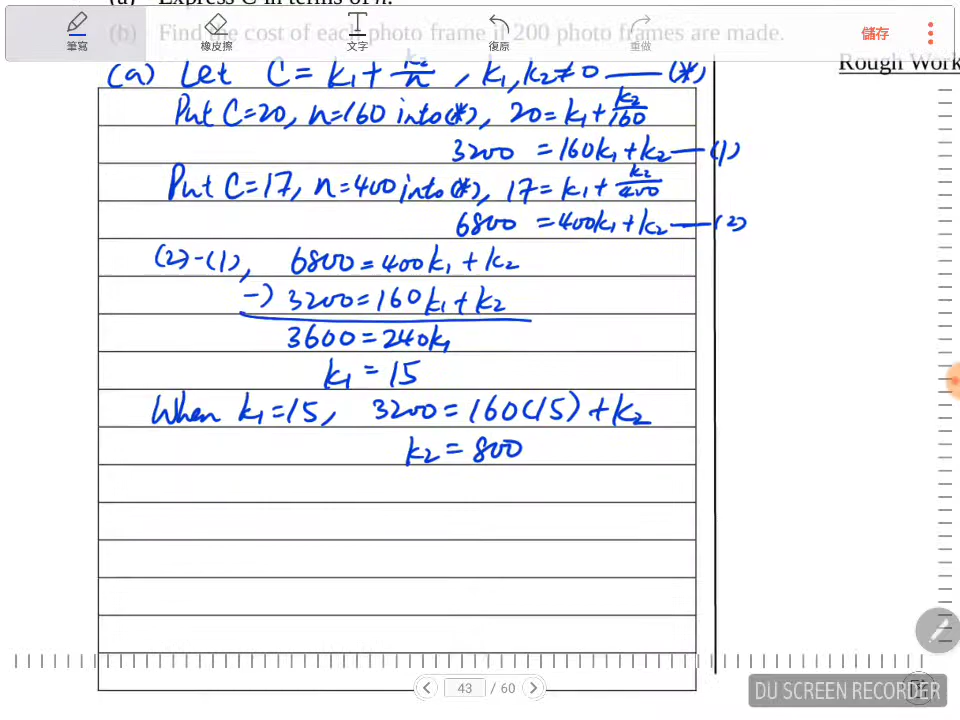 (a) Express C in terms of n.
筆寫 橡皮擦 文字 復原 重做 儲存
(b) Find the cost of each photo frame if 200 photo frames are made.
Rough Work
(a) Let C = k₁ + k₂/n , k₁, k₂ ≠ 0 —— (*)
Put C=20, n=160 into (*), 20 = k₁ + k₂/160
3200 = 160k₁ + k₂ —— (1)
Put C=17, n=400 into (*), 17 = k₁ + k₂/400
6800 = 400k₁ + k₂ —— (2)
(2)-(1), 6800 = 400k₁ + k₂
-) 3200 = 160k₁ + k₂
3600 = 240k₁
k₁ = 15
When k₁ = 15, 3200 = 160(15) + k₂
k₂ = 800
43 / 60
DU SCREEN RECORDER